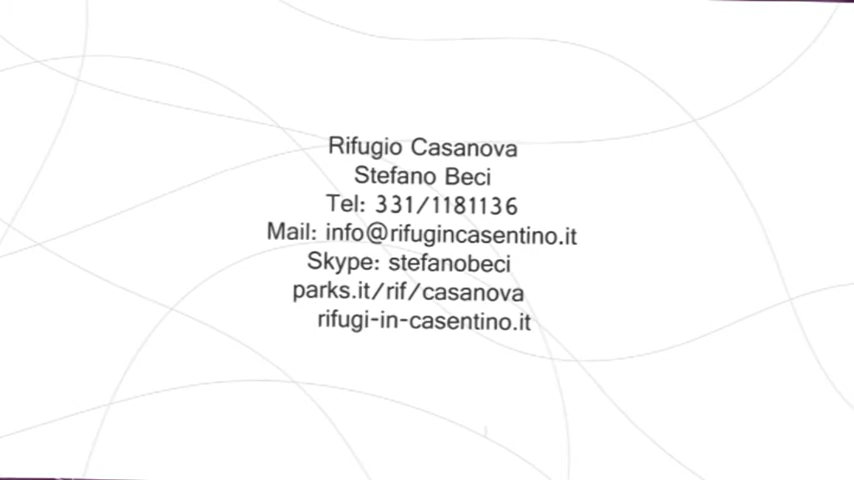 Rifugio Casanova
Stefano Beci
Tel: 331/1181136
Mail: info@rifugincasentino.it
Skype: stefanobeci
parks.it/rif/casanova
rifugi-in-casentino.it